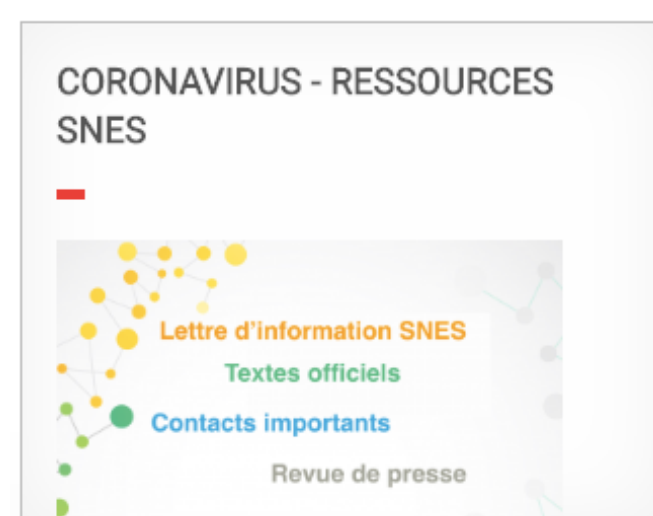 CORONAVIRUS - RESSOURCES
SNES
Lettre d'information SNES
Textes officiels
Contacts importants
Revue de presse